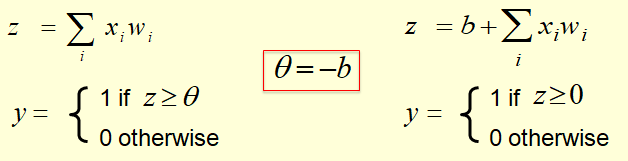 z = ∑ᵢ xᵢwᵢ
y = { 1 if z ≥ θ
0 otherwise
θ = −b
z = b + ∑ᵢ xᵢwᵢ
y = { 1 if z ≥ 0
0 otherwise